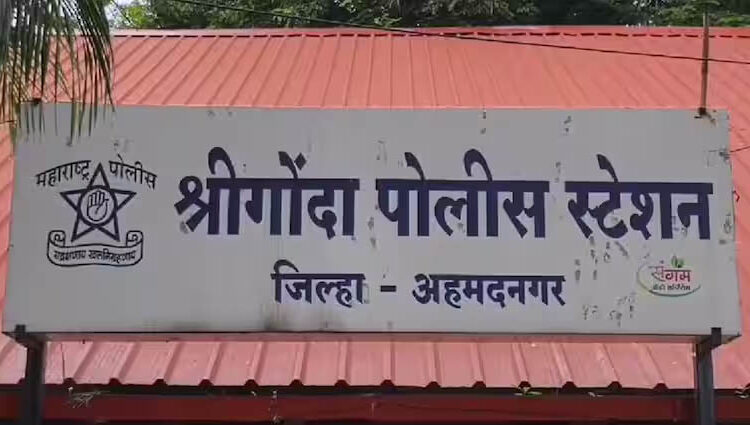 महाराष्ट्र पोलीस
श्रीगोंदा पोलीस स्टेशन
सद्रक्षणाय खलनिग्रहणाय
जिल्हा - अहमदनगर
संगम